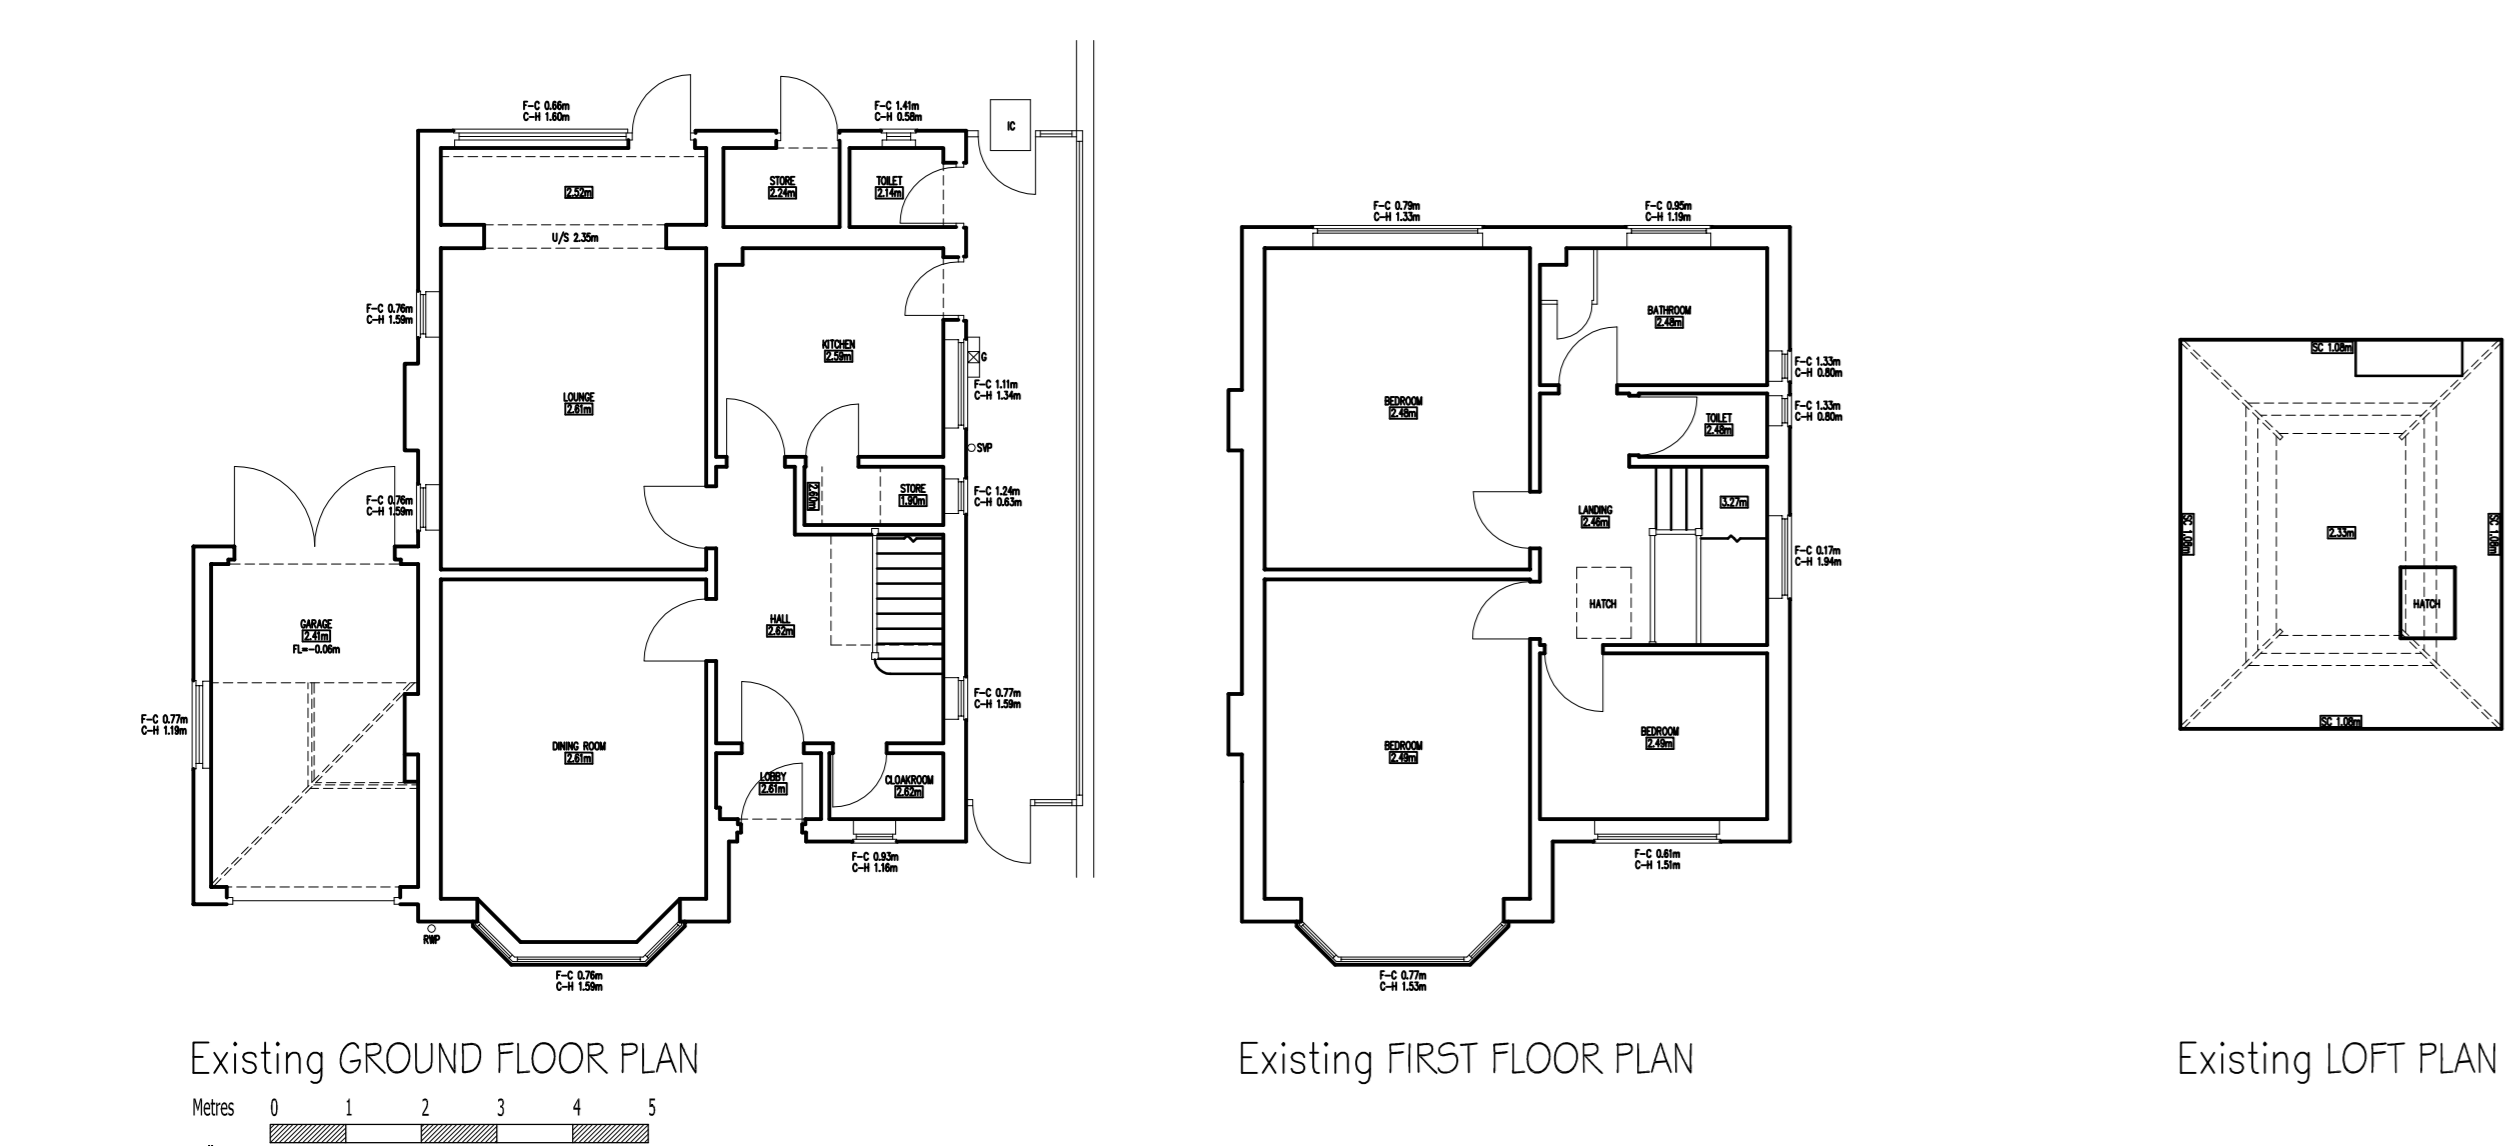 F-C 0.66m
C-H 1.60m
F-C 1.41m
C-H 0.58m
IC
2.52m
STORE
2.24m
TOILET
2.14m
U/S 2.35m
F-C 0.76m
C-H 1.59m
KITCHEN
2.59m
G
F-C 1.11m
C-H 1.34m
LOUNGE
2.61m
SVP
F-C 0.76m
C-H 1.59m
2.60m
STORE
1.90m
F-C 1.24m
C-H 0.63m
GARAGE
2.41m
FL=-0.06m
HALL
2.62m
F-C 0.77m
C-H 1.59m
F-C 0.77m
C-H 1.19m
DINING ROOM
2.61m
LOBBY
2.61m
CLOAKROOM
2.62m
F-C 0.93m
C-H 1.16m
RWP
F-C 0.76m
C-H 1.59m
Existing GROUND FLOOR PLAN
Metres 0 1 2 3 4 5
F-C 0.79m
C-H 1.33m
F-C 0.95m
C-H 1.19m
BATHROOM
2.48m
F-C 1.33m
C-H 0.80m
BEDROOM
2.48m
F-C 1.33m
C-H 0.80m
TOILET
2.48m
LANDING
2.46m
3.27m
F-C 0.17m
C-H 1.94m
HATCH
BEDROOM
2.49m
BEDROOM
2.49m
F-C 0.61m
C-H 1.51m
F-C 0.77m
C-H 1.53m
Existing FIRST FLOOR PLAN
SC 1.08m
SC 1.08m
2.33m
SC 1.08m
HATCH
SC 1.08m
Existing LOFT PLAN